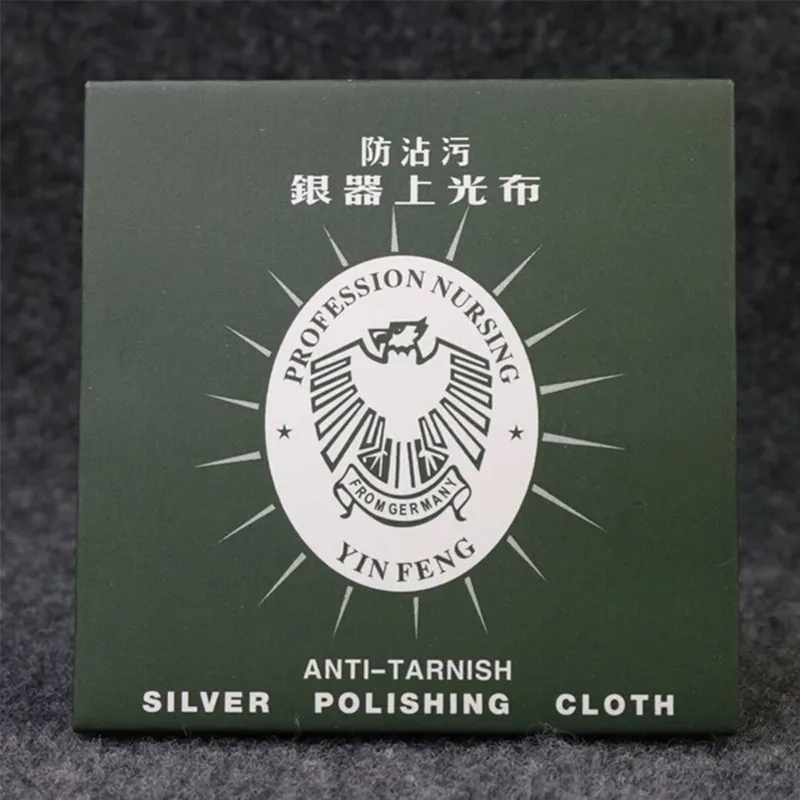 防沾污
銀器上光布
PROFESSION NURSING
FROM GERMANY
YIN FENG
ANTI-TARNISH
SILVER POLISHING CLOTH